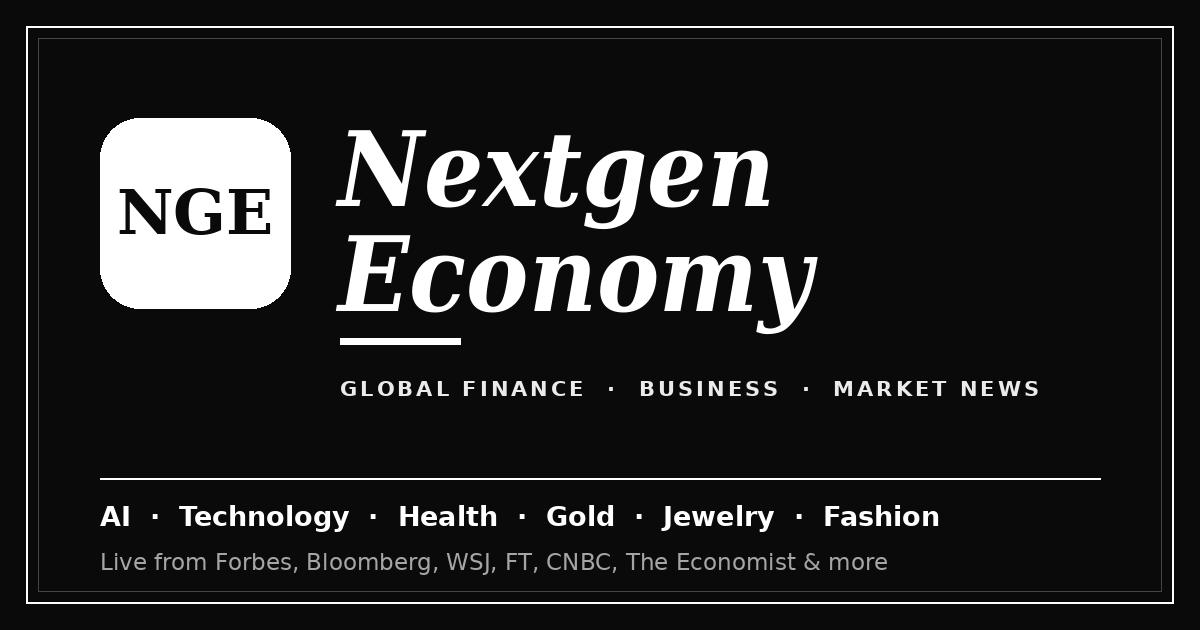 NGE
Nextgen
Economy
GLOBAL FINANCE · BUSINESS · MARKET NEWS
AI · Technology · Health · Gold · Jewelry · Fashion
Live from Forbes, Bloomberg, WSJ, FT, CNBC, The Economist & more